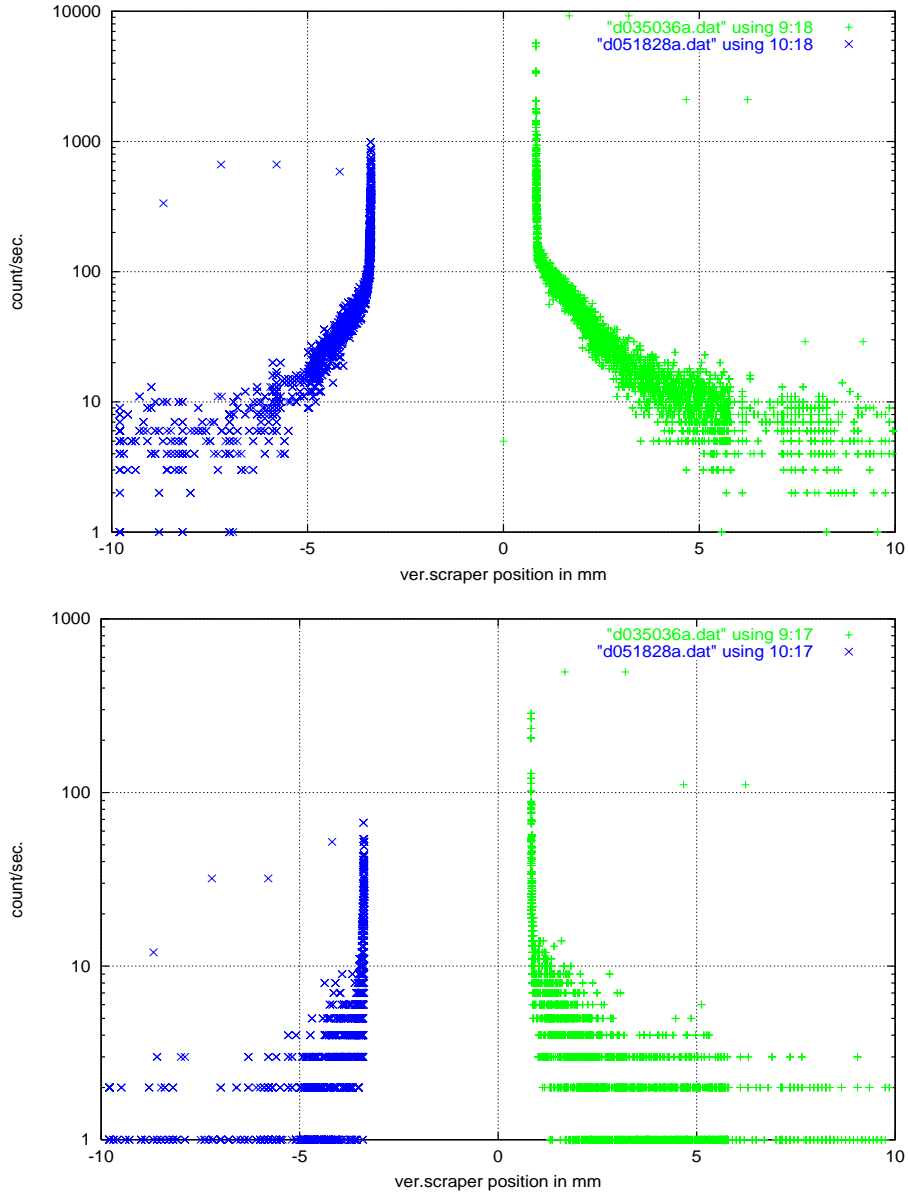 10000
1000
100
10
1
count/sec.
"d035036a.dat" using 9:18
"d051828a.dat" using 10:18
-10 -5 0 5 10
ver.scraper position in mm
1000
100
10
1
count/sec.
"d035036a.dat" using 9:17
"d051828a.dat" using 10:17
-10 -5 0 5 10
ver.scraper position in mm